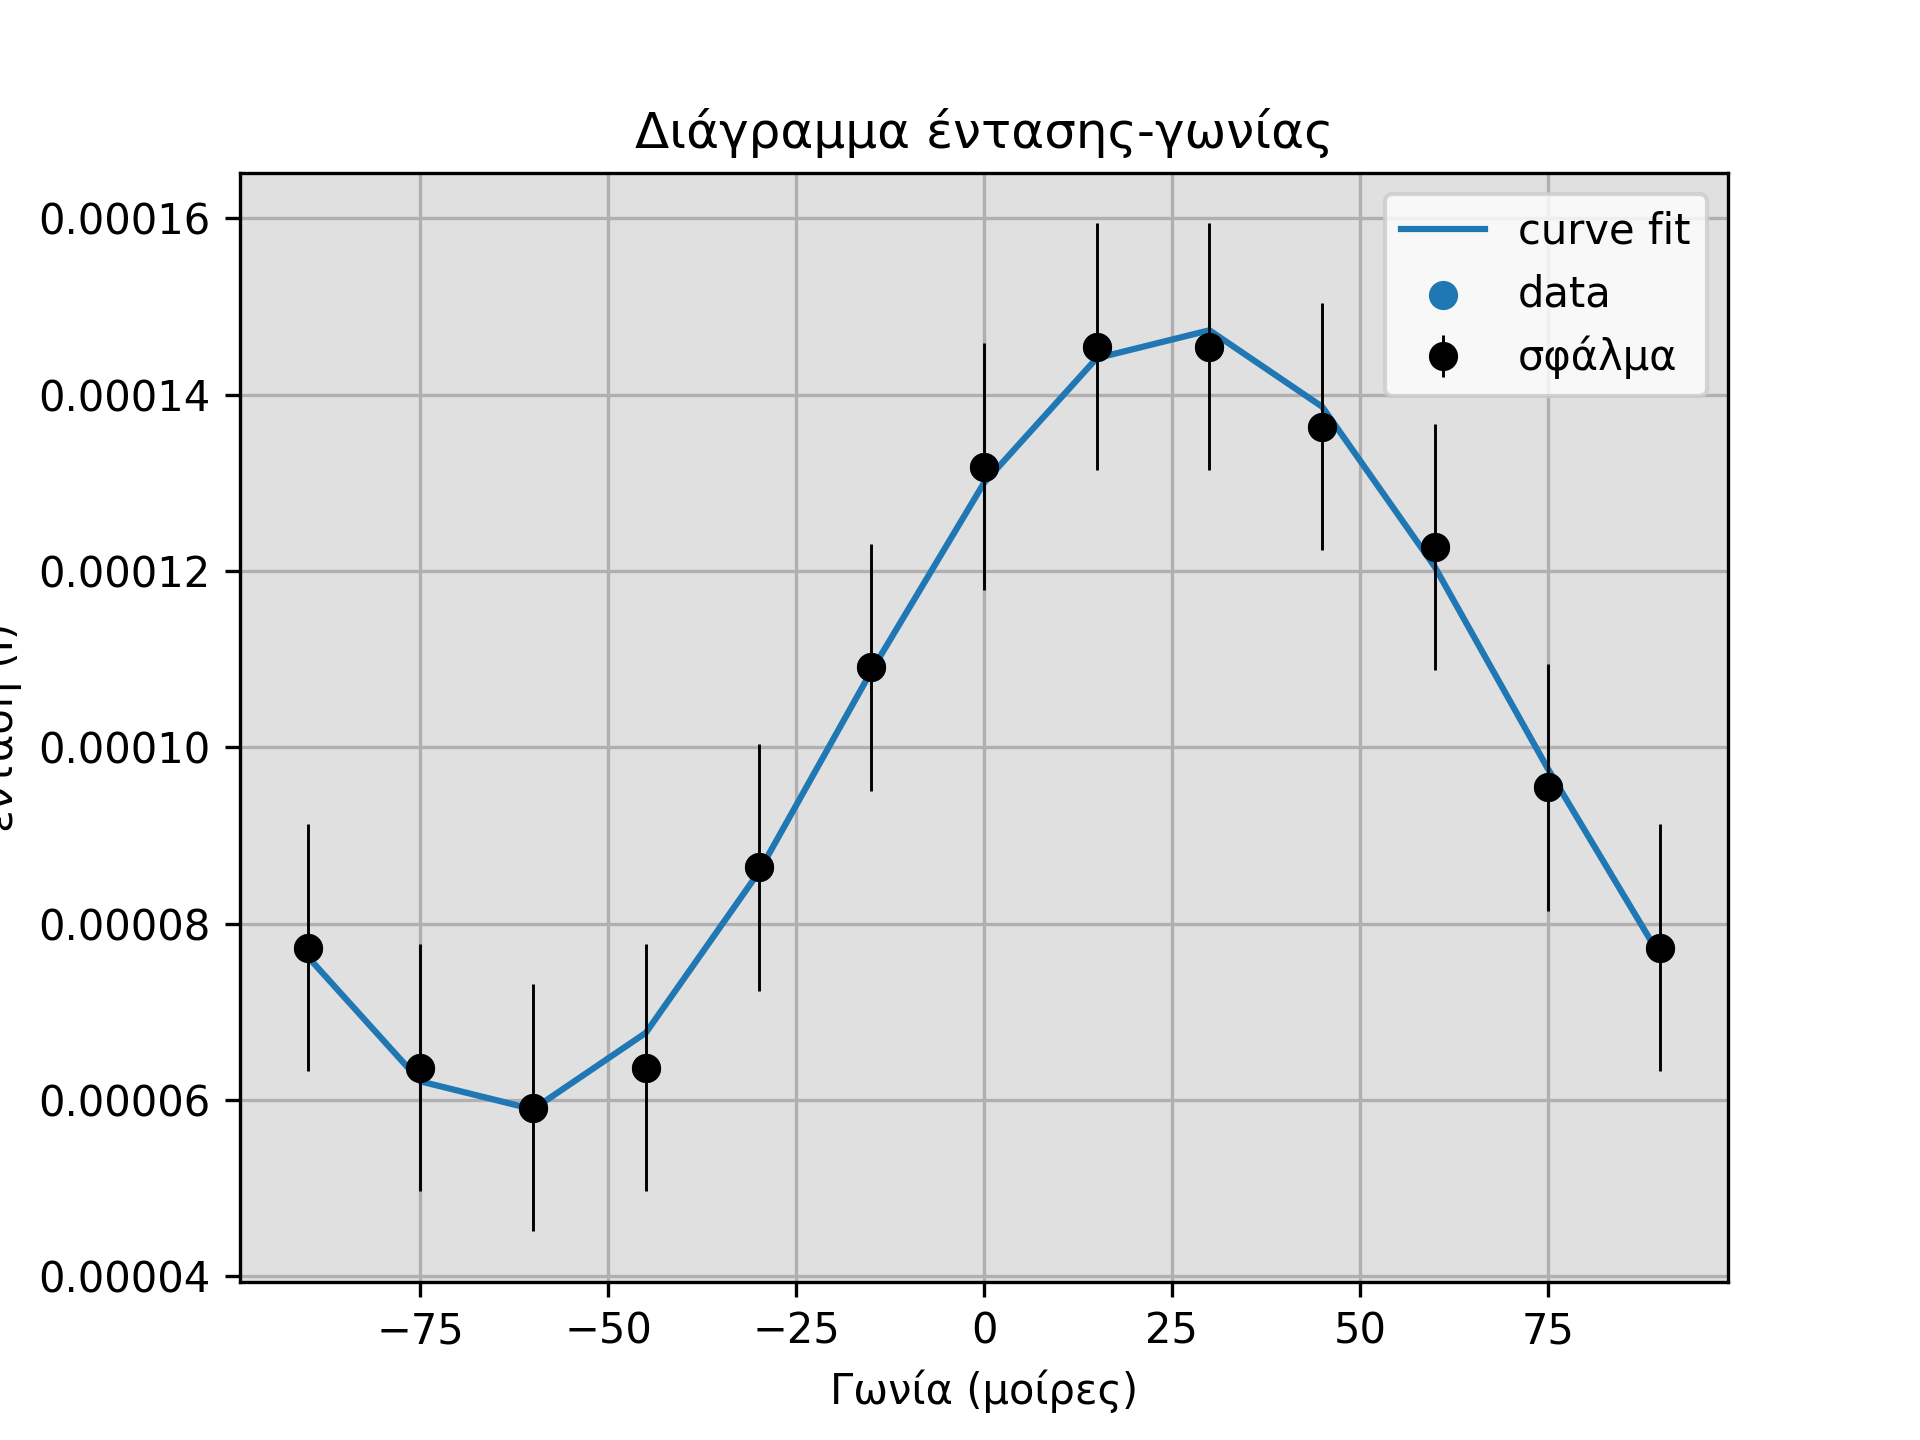 Διάγραμμα έντασης-γωνίας
0.00016
0.00014
0.00012
0.00010
0.00008
0.00006
0.00004
curve fit
data
σφάλμα
−75 −50 −25 0 25 50 75
Γωνία (μοίρες)